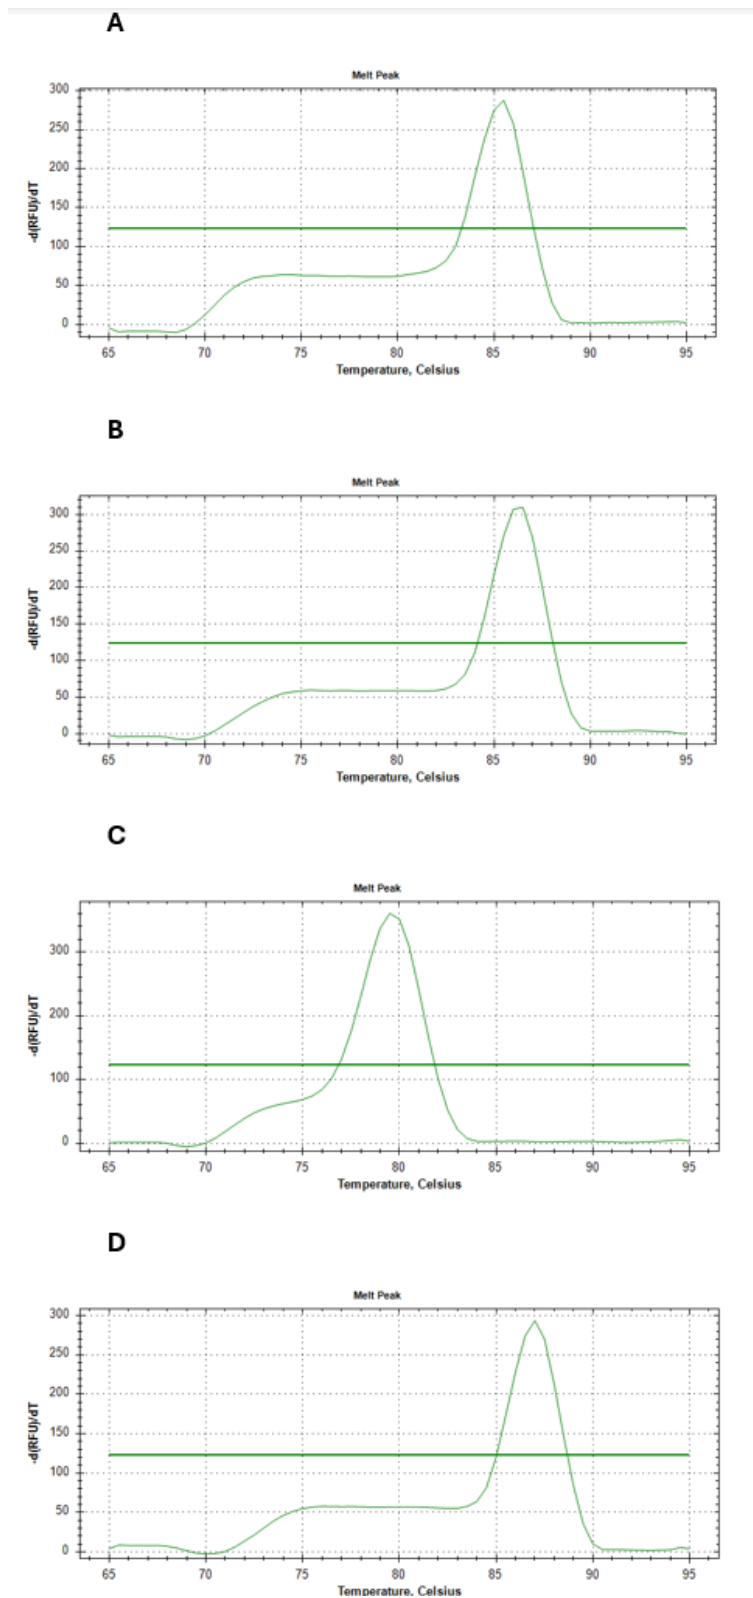 A
Melt Peak
300
250
200
150
100
50
0
-d(RFU)/dT
65 70 75 80 85 90 95
Temperature, Celsius
B
Melt Peak
300
250
200
150
100
50
0
-d(RFU)/dT
65 70 75 80 85 90 95
Temperature, Celsius
C
Melt Peak
300
200
100
0
-d(RFU)/dT
65 70 75 80 85 90 95
Temperature, Celsius
D
Melt Peak
300
250
200
150
100
50
0
-d(RFU)/dT
65 70 75 80 85 90 95
Temperature, Celsius